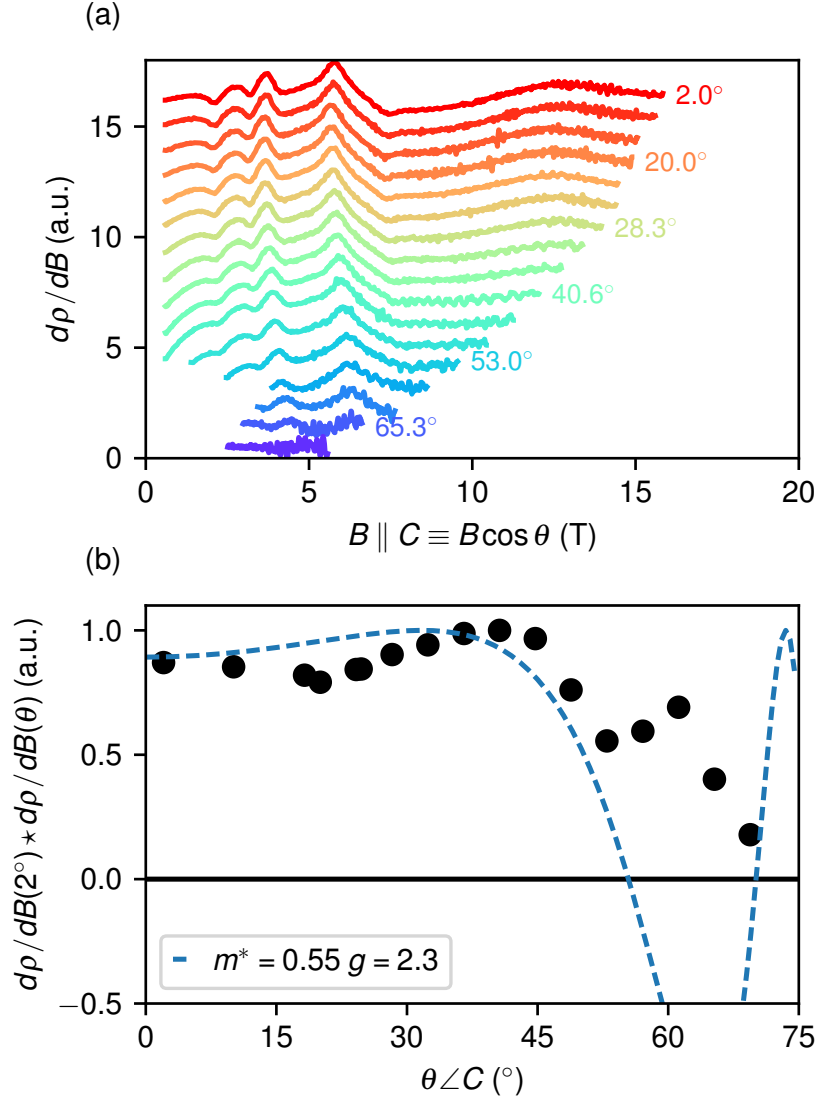 (a)
dρ/dB (a.u.)
15
10
5
0
2.0°
20.0°
28.3°
40.6°
53.0°
65.3°
0 5 10 15 20
B ∥ C ≡ B cos θ (T)
(b)
dρ/dB(2°) ⋆ dρ/dB(θ) (a.u.)
1.0
0.5
0.0
−0.5
m* = 0.55 g = 2.3
0 15 30 45 60 75
θ∠C (°)